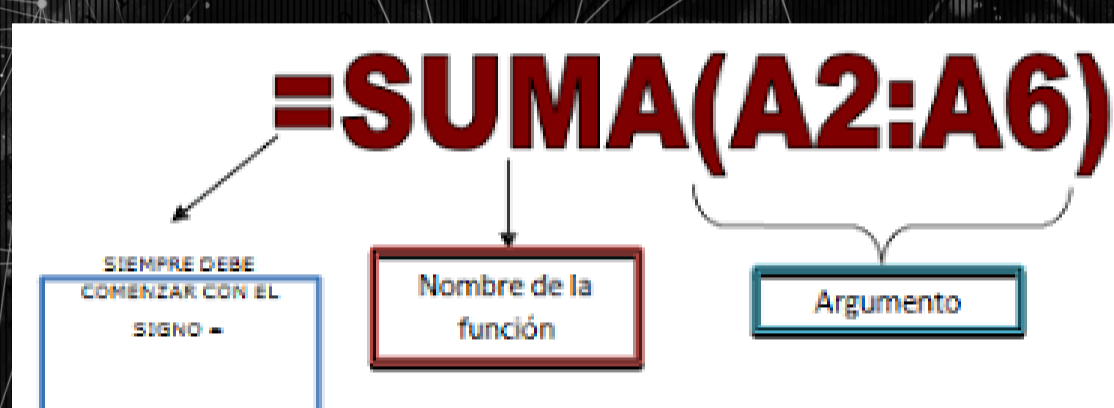 =SUMA(A2:A6)
SIEMPRE DEBE
COMENZAR CON EL
SIGNO =
Nombre de la
función
Argumento